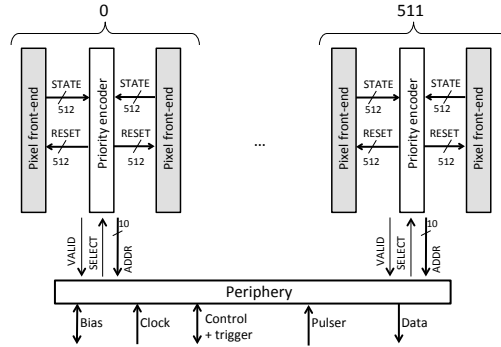 0
511
Pixel front-end
STATE
512
RESET
512
Priority encoder
STATE
512
RESET
512
Pixel front-end
...
Pixel front-end
STATE
512
RESET
512
Priority encoder
STATE
512
RESET
512
Pixel front-end
VALID
SELECT
10
ADDR
VALID
SELECT
10
ADDR
Periphery
Bias
Clock
Control
+ trigger
Pulser
Data